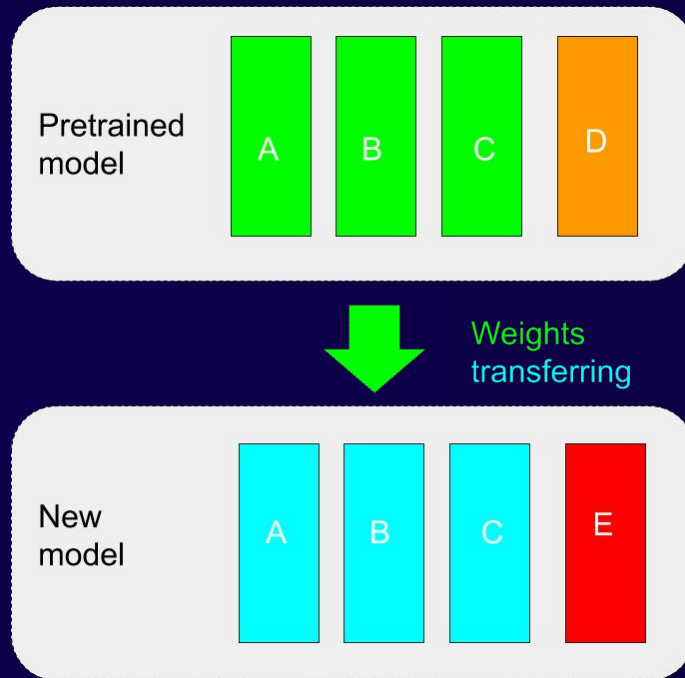 Pretrained
model
A B C D
Weights
transferring
New
model
A B C E